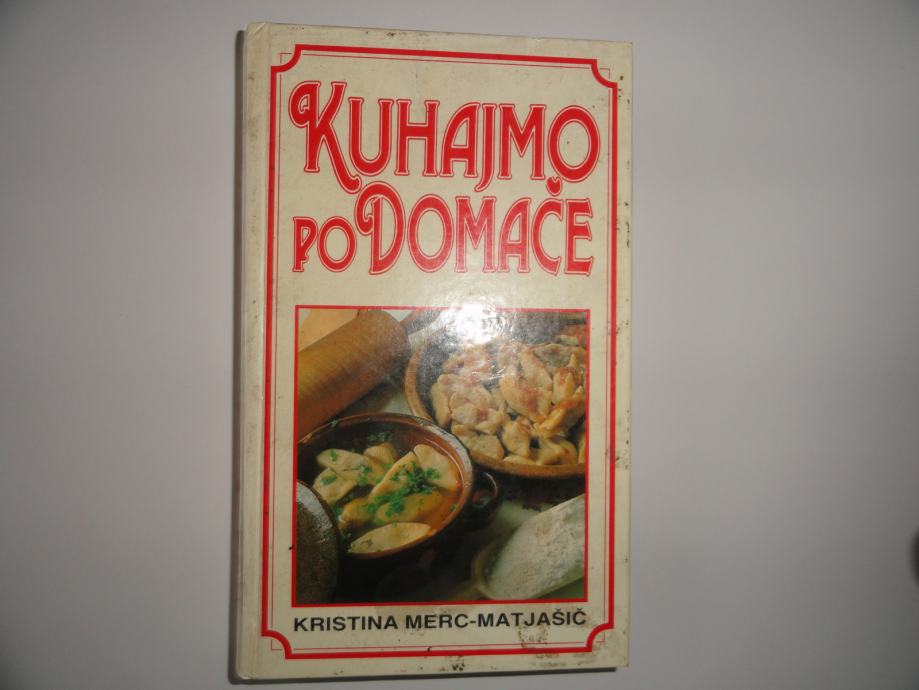 KUHAJMO
PO DOMAČE
KRISTINA MERC-MATJAŠIČ